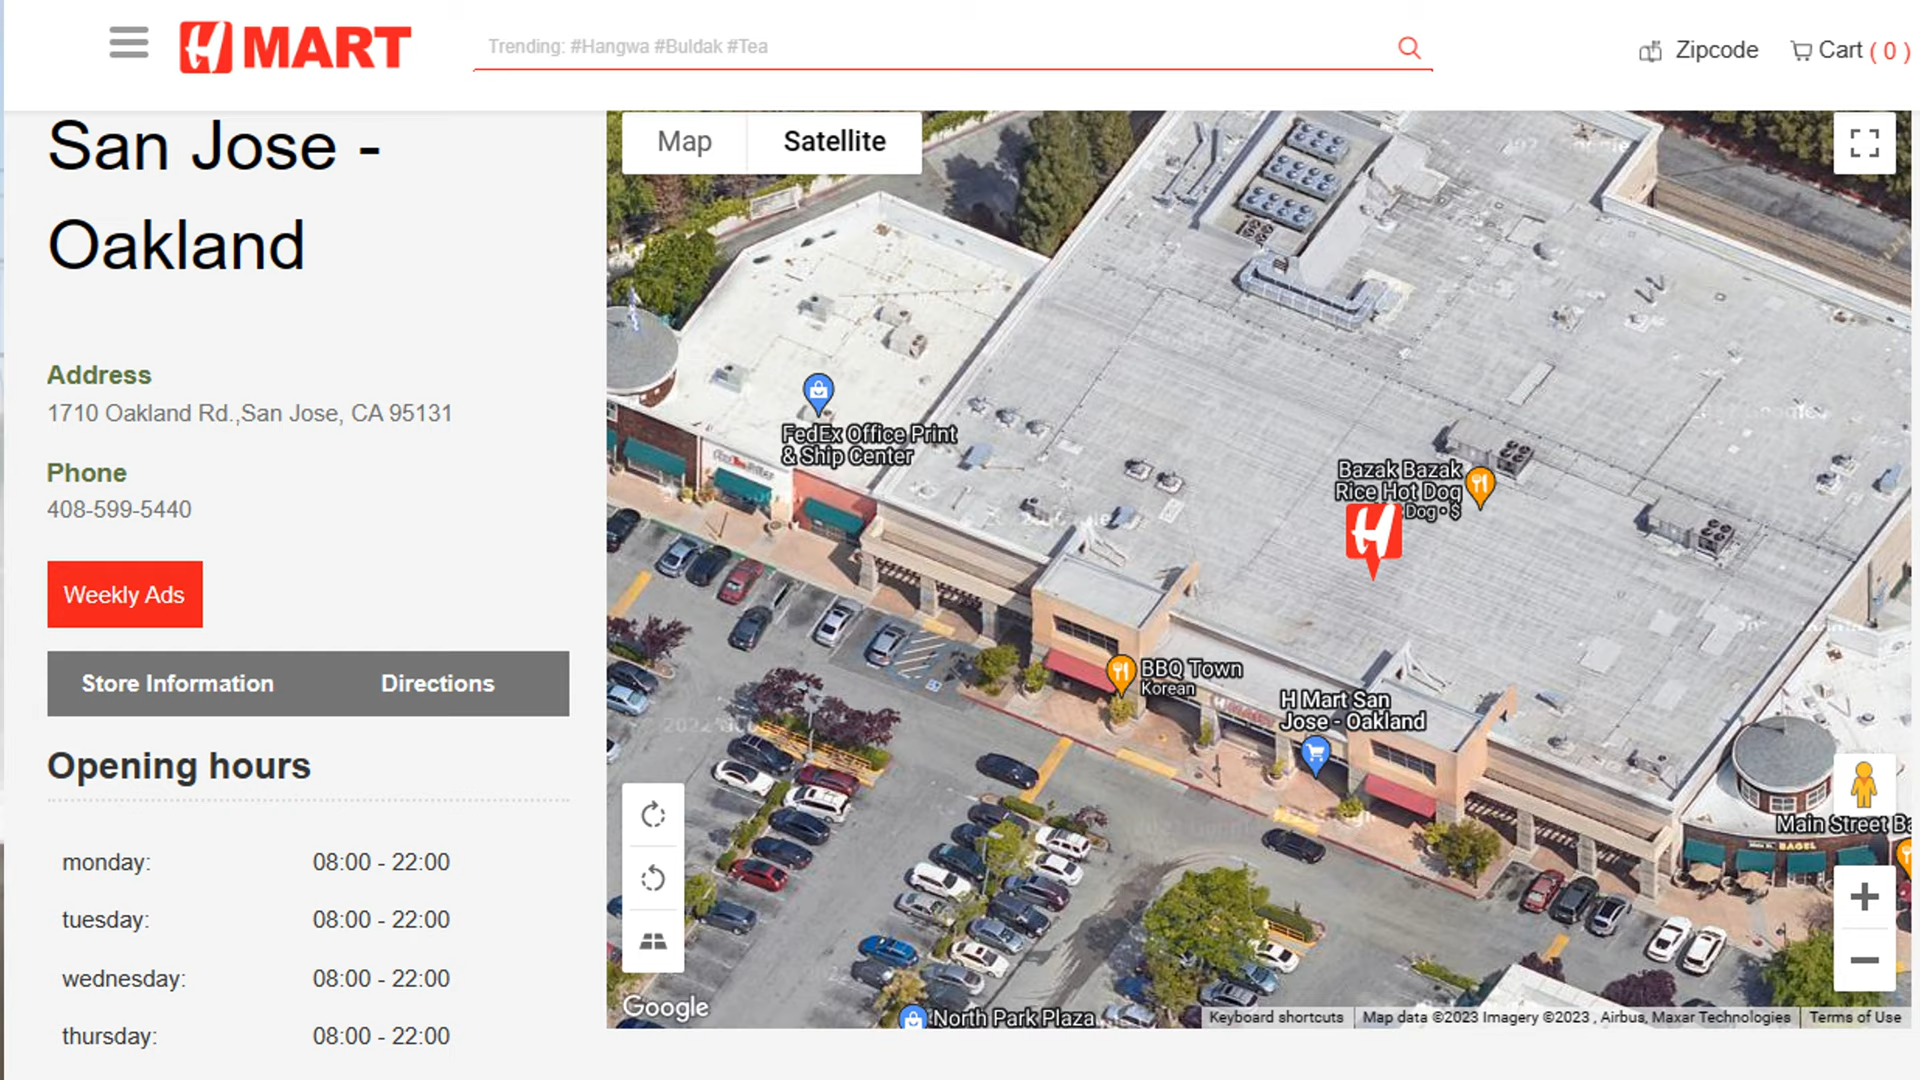 H MART
Trending: #Hangwa #Buldak #Tea
Zipcode
Cart ( 0 )
San Jose -
Oakland
Address
1710 Oakland Rd.,San Jose, CA 95131
Phone
408-599-5440
Weekly Ads
Store Information
Directions
Opening hours
monday: 08:00 - 22:00
tuesday: 08:00 - 22:00
wednesday: 08:00 - 22:00
thursday: 08:00 - 22:00
Map
Satellite
FedEx Office Print
& Ship Center
Bazak Bazak
Rice Hot Dog
Dog • $
H
BBQ Town
Korean
H Mart San
Jose - Oakland
Main Street Ba
BAGEL
North Park Plaza
Google
Keyboard shortcuts
Map data ©2023 Imagery ©2023 , Airbus, Maxar Technologies
Terms of Use